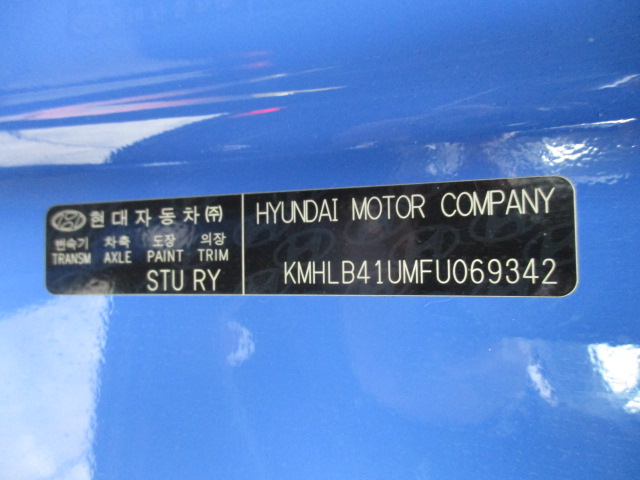 현대자동차㈜
변속기 차축 도장 의장
TRANSM AXLE PAINT TRIM
STU RY
HYUNDAI MOTOR COMPANY
KMHLB41UMFU069342